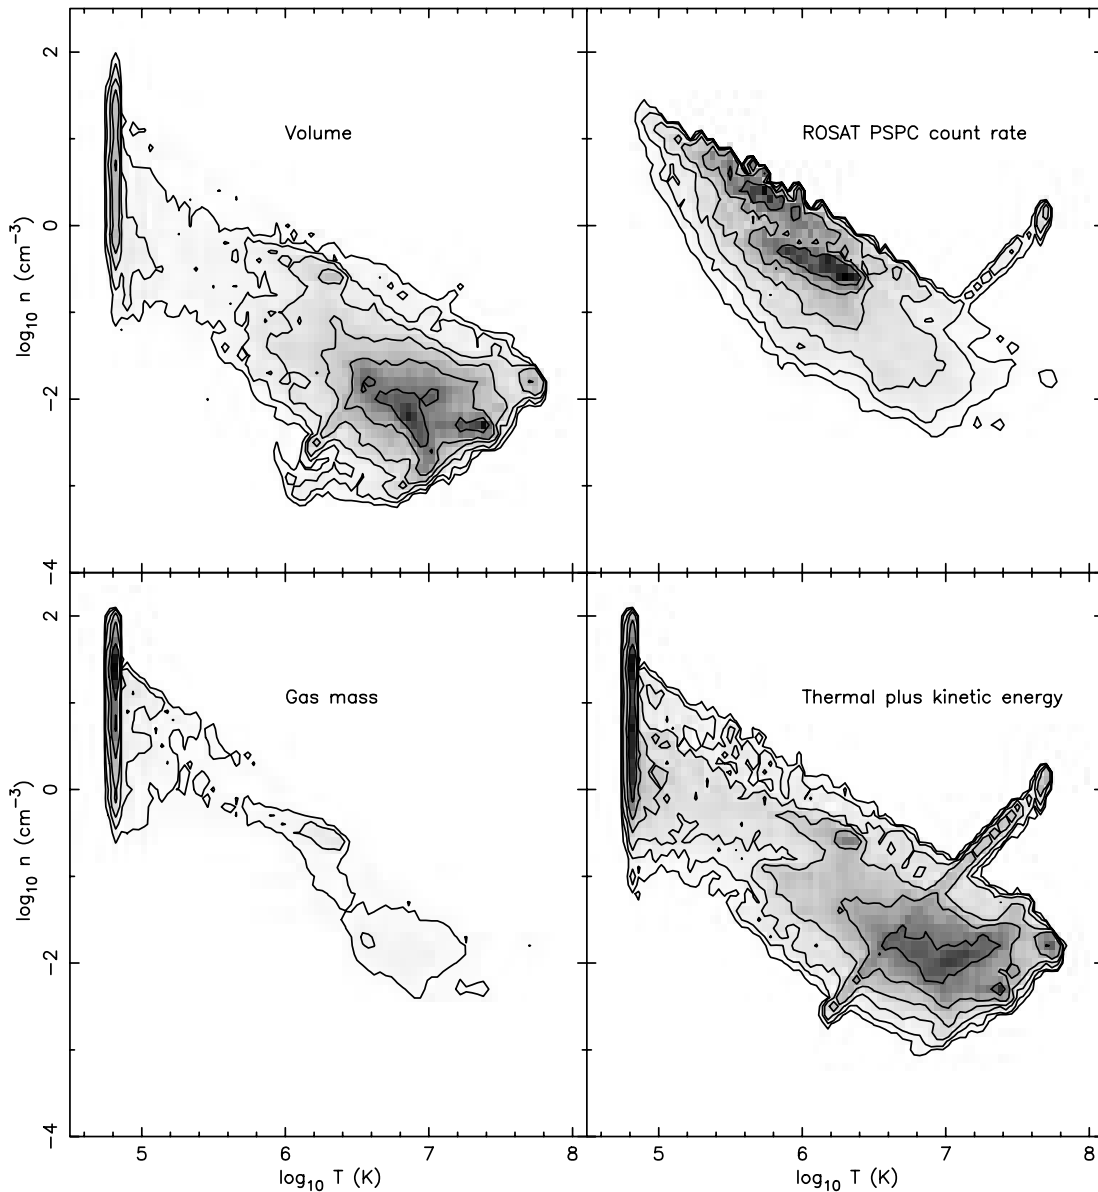 2
Volume
ROSAT PSPC count rate
0
log10 n (cm−3)
−2
−4
2
Gas mass
Thermal plus kinetic energy
0
log10 n (cm−3)
−2
−4
5 6 7 8 5 6 7 8
log10 T (K) log10 T (K)